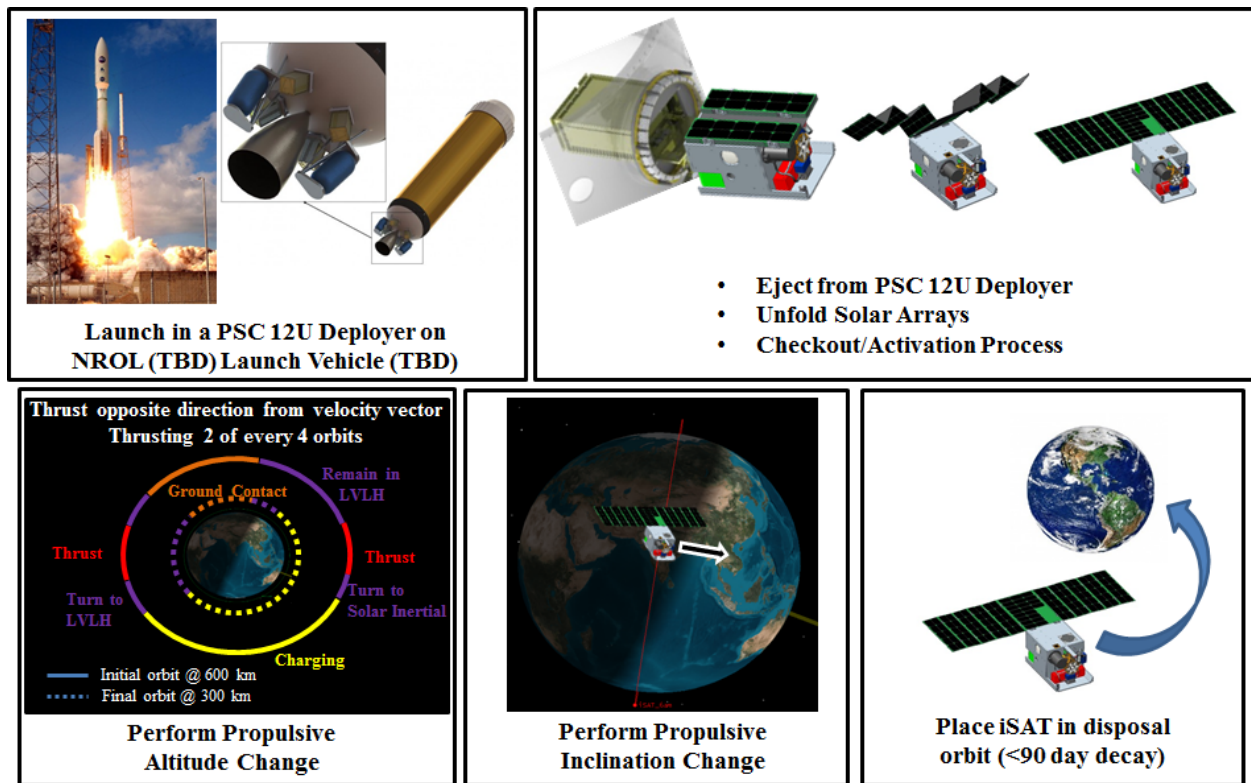 Launch in a PSC 12U Deployer on
NROL (TBD) Launch Vehicle (TBD)
• Eject from PSC 12U Deployer
• Unfold Solar Arrays
• Checkout/Activation Process
Thrust opposite direction from velocity vector
Thrusting 2 of every 4 orbits
Ground Contact
Remain in
LVLH
Thrust
Thrust
Turn to
LVLH
Turn to
Solar Inertial
Charging
Initial orbit @ 600 km
Final orbit @ 300 km
Perform Propulsive
Altitude Change
Perform Propulsive
Inclination Change
Place iSAT in disposal
orbit (<90 day decay)